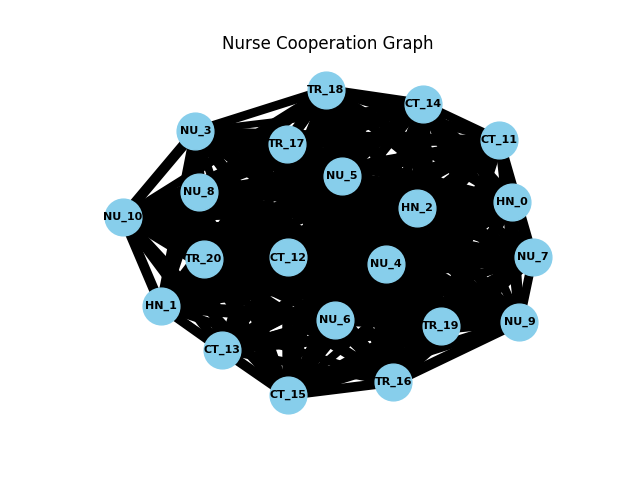 Nurse Cooperation Graph
TR_18
CT_14
NU_3
CT_11
TR_17
NU_5
NU_8
HN_0
HN_2
NU_10
TR_20
CT_12
NU_4
NU_7
HN_1
NU_6
NU_9
TR_19
CT_13
TR_16
CT_15